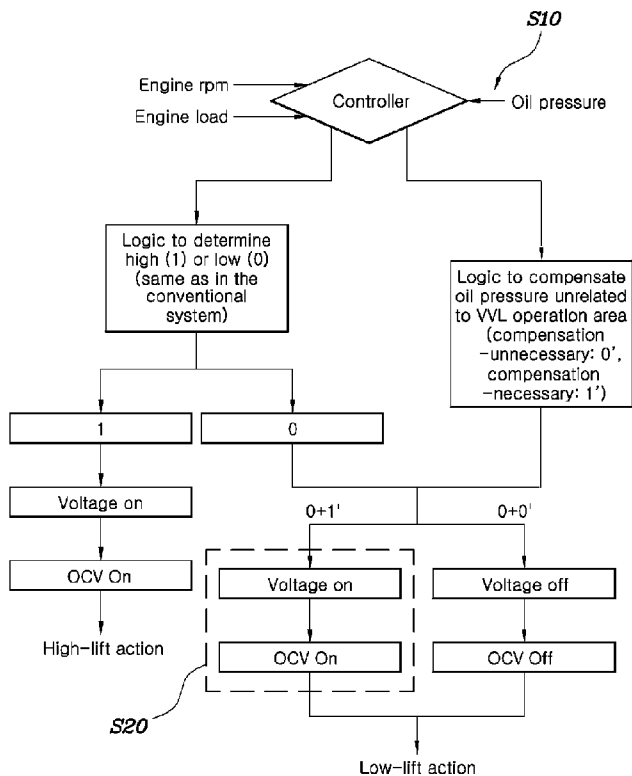 S10
Engine rpm
Controller
Oil pressure
Engine load
Logic to determine
high (1) or low (0)
(same as in the
conventional
system)
Logic to compensate
oil pressure unrelated
to VVL operation area
(compensation
-unnecessary: 0',
compensation
-necessary: 1')
1
0
Voltage on
0+1'
0+0'
OCV On
Voltage on
Voltage off
High-lift action
OCV On
OCV Off
S20
Low-lift action